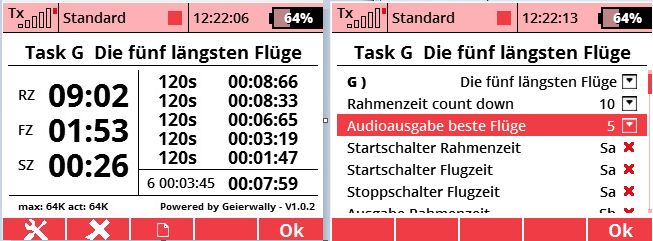 Tx Standard 12:22:06 64%
Task G Die fünf längsten Flüge
RZ 09:02
FZ 01:53
SZ 00:26
120s 00:08:66
120s 00:08:33
120s 00:06:65
120s 00:03:19
120s 00:01:47
6 00:03:45 00:07:59
max: 64K act: 64K Powered by Geierwally - V1.0.2
Ok
Tx Standard 12:22:13 64%
Task G Die fünf längsten Flüge
G ) Die fünf längsten Flüge
Rahmenzeit count down 10
Audioausgabe beste Flüge 5
Startschalter Rahmenzeit Sa
Startschalter Flugzeit Sa
Stoppschalter Flugzeit Sa
Ausgabe Rahmenzeit Sh
Ok